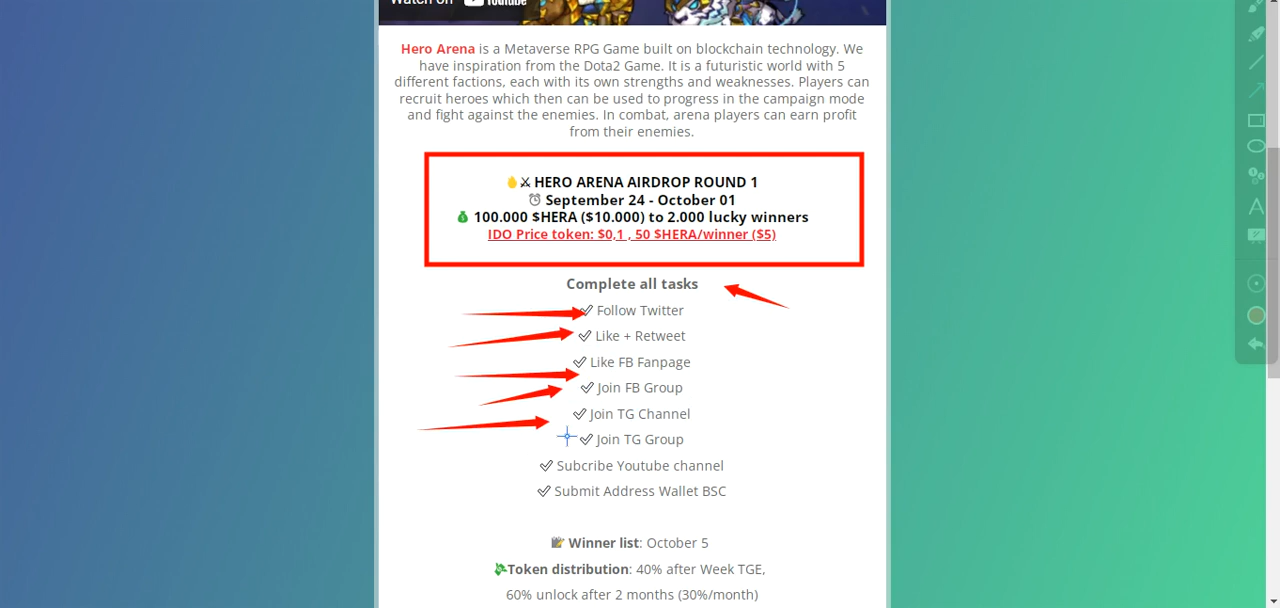 Watch on YouTube
Hero Arena is a Metaverse RPG Game built on blockchain technology. We
have inspiration from the Dota2 Game. It is a futuristic world with 5
different factions, each with its own strengths and weaknesses. Players can
recruit heroes which then can be used to progress in the campaign mode
and fight against the enemies. In combat, arena players can earn profit
from their enemies.
HERO ARENA AIRDROP ROUND 1
September 24 - October 01
100.000 $HERA ($10.000) to 2.000 lucky winners
IDO Price token: $0,1 , 50 $HERA/winner ($5)
Complete all tasks
Follow Twitter
Like + Retweet
Like FB Fanpage
Join FB Group
Join TG Channel
Join TG Group
Subcribe Youtube channel
Submit Address Wallet BSC
Winner list: October 5
Token distribution: 40% after Week TGE,
60% unlock after 2 months (30%/month)